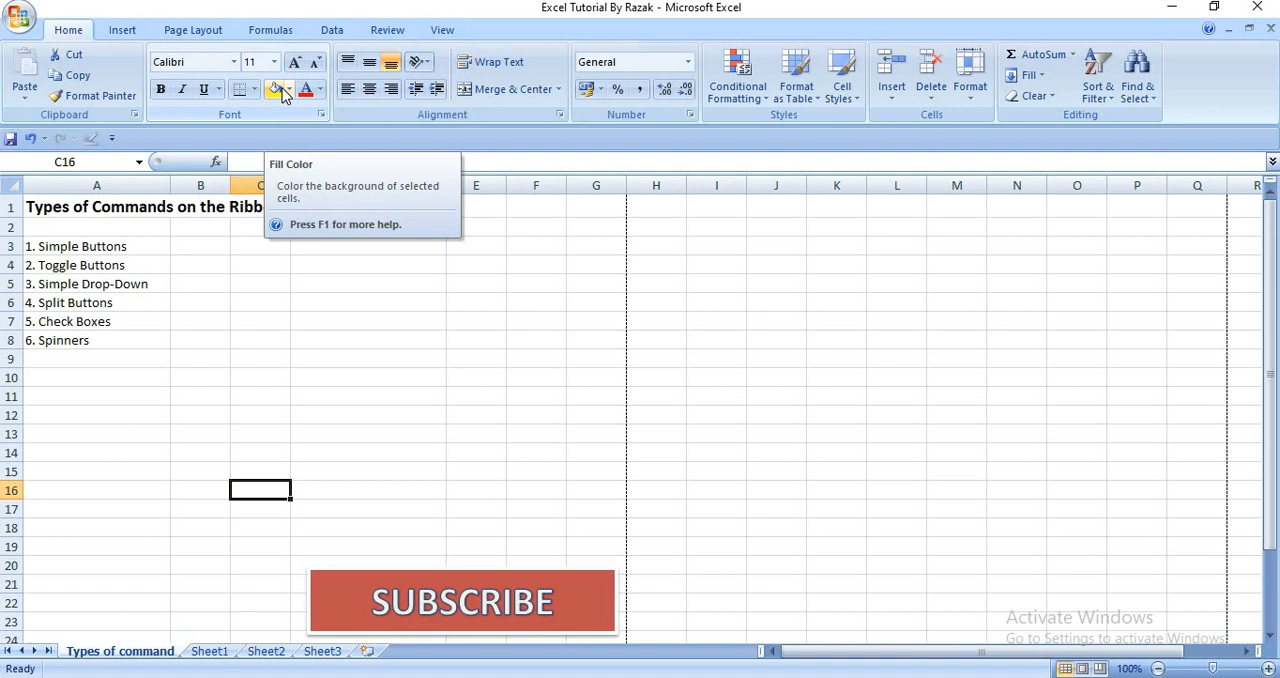 Excel Tutorial By Razak - Microsoft Excel
Home Insert Page Layout Formulas Data Review View
Paste
Cut
Copy
Format Painter
Clipboard
Calibri 11
A A
B I U A
Font
Wrap Text
Merge & Center
Alignment
General
% ,
Number
Conditional Formatting
Format as Table
Cell Styles
Styles
Insert
Delete
Format
Cells
Σ AutoSum
Fill
Clear
Sort & Filter
Find & Select
Editing
C16 fx
Fill Color
Color the background of selected
cells.
Press F1 for more help.
A B C E F G H I J K L M N O P Q R
1 Types of Commands on the Ribb
2
3 1. Simple Buttons
4 2. Toggle Buttons
5 3. Simple Drop-Down
6 4. Split Buttons
7 5. Check Boxes
8 6. Spinners
9
10
11
12
13
14
15
16
17
18
19
20
21
22
23
24
SUBSCRIBE
Activate Windows
Go to Settings to activate Windows.
Types of command Sheet1 Sheet2 Sheet3
Ready 100%